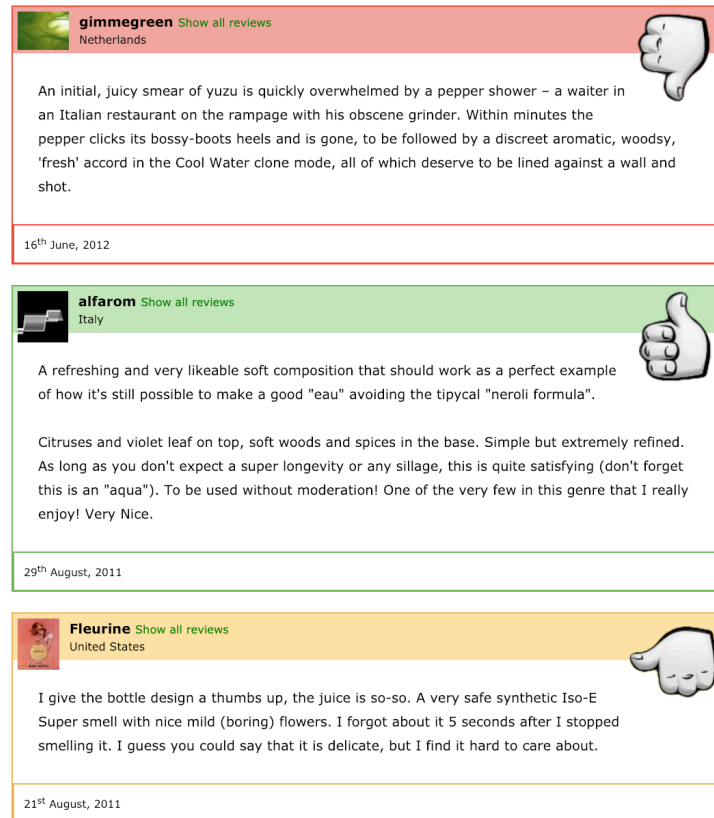 gimmegreen Show all reviews
Netherlands
An initial, juicy smear of yuzu is quickly overwhelmed by a pepper shower – a waiter in
an Italian restaurant on the rampage with his obscene grinder. Within minutes the
pepper clicks its bossy-boots heels and is gone, to be followed by a discreet aromatic, woodsy,
'fresh' accord in the Cool Water clone mode, all of which deserve to be lined against a wall and
shot.
16th June, 2012
alfarom Show all reviews
Italy
A refreshing and very likeable soft composition that should work as a perfect example
of how it's still possible to make a good "eau" avoiding the tipycal "neroli formula".
Citruses and violet leaf on top, soft woods and spices in the base. Simple but extremely refined.
As long as you don't expect a super longevity or any sillage, this is quite satisfying (don't forget
this is an "aqua"). To be used without moderation! One of the very few in this genre that I really
enjoy! Very Nice.
29th August, 2011
Fleurine Show all reviews
United States
I give the bottle design a thumbs up, the juice is so-so. A very safe synthetic Iso-E
Super smell with nice mild (boring) flowers. I forgot about it 5 seconds after I stopped
smelling it. I guess you could say that it is delicate, but I find it hard to care about.
21st August, 2011